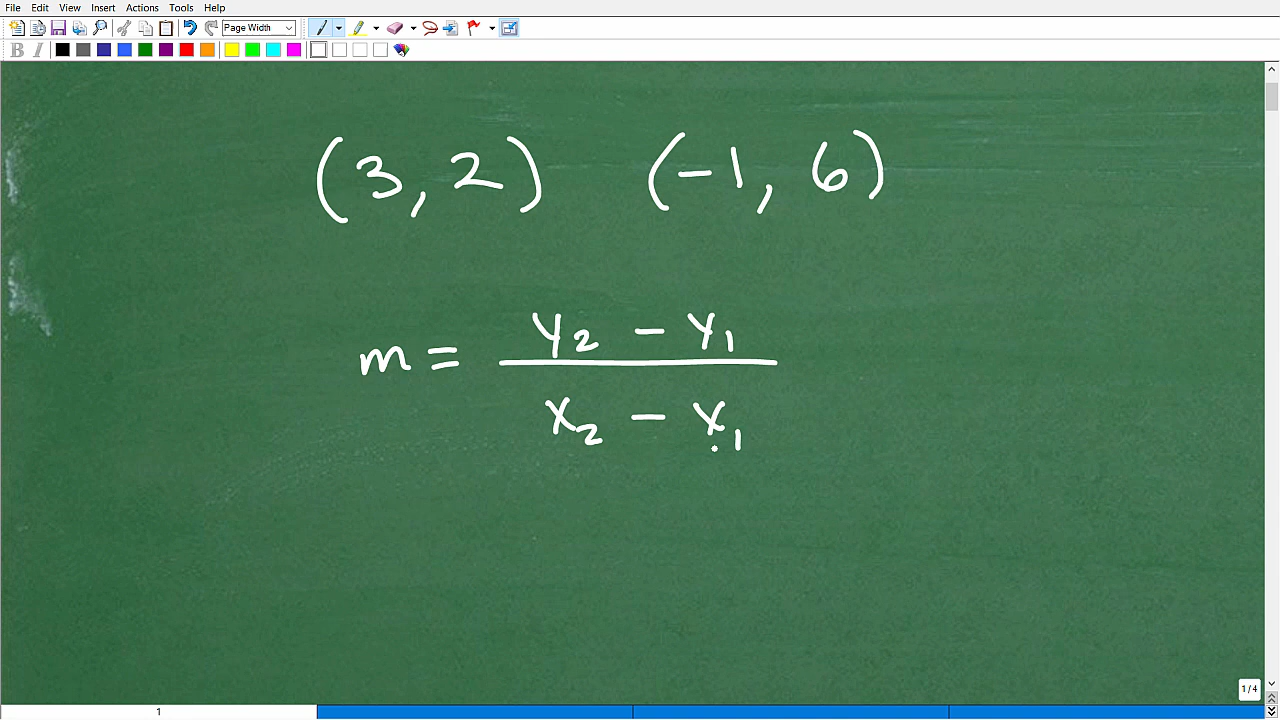 File Edit View Insert Actions Tools Help
Page Width
B I
(3, 2) (-1, 6)
m = y₂ - y₁
x₂ - x₁
1 / 4
1